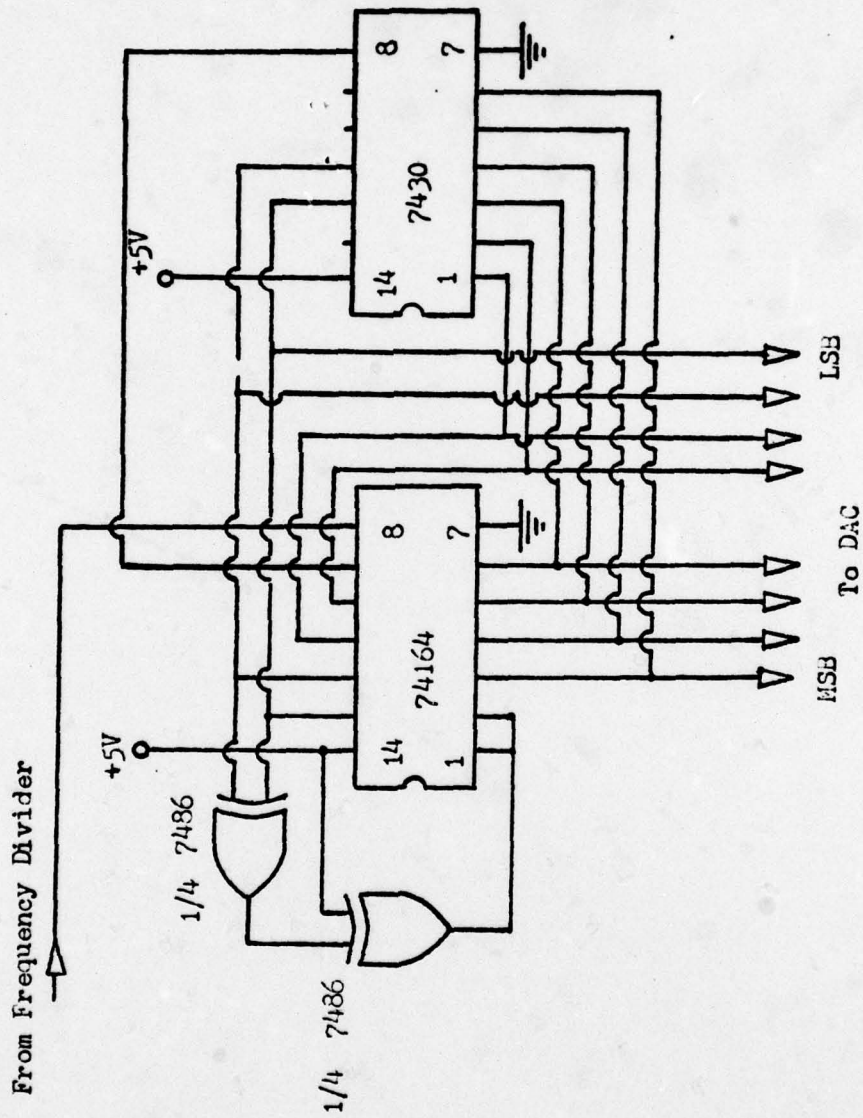 From Frequency Divider
+5V
+5V
1/4 7486
1/4 7486
14
8
74164
1
7
14
8
7430
1
7
MSB
To DAC
LSB